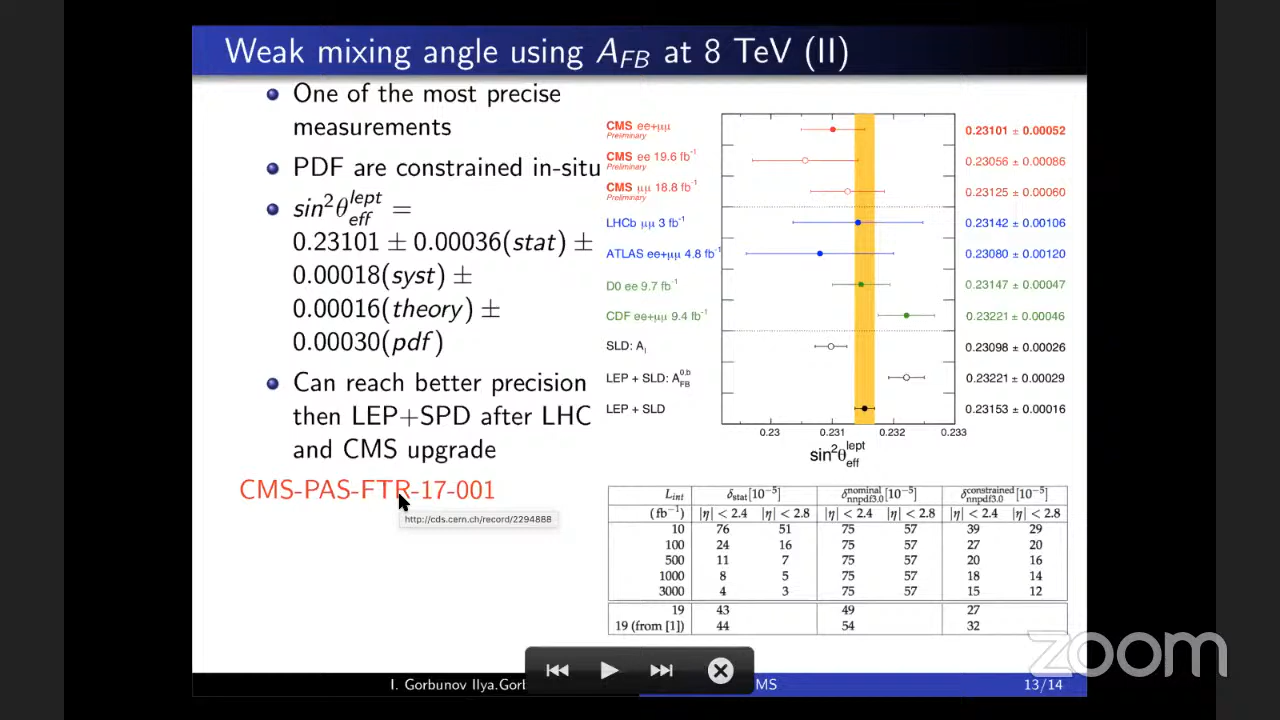 Weak mixing angle using A_FB at 8 TeV (II)
One of the most precise
measurements
PDF are constrained in-situ
sin²θ^lept_eff =
0.23101 ± 0.00036(stat) ±
0.00018(syst) ±
0.00016(theory) ±
0.00030(pdf)
Can reach better precision
then LEP+SPD after LHC
and CMS upgrade
CMS-PAS-FTR-17-001
http://cds.cern.ch/record/2294888
CMS ee+μμ 0.23101 ± 0.00052
Preliminary
CMS ee 19.6 fb⁻¹ 0.23056 ± 0.00086
Preliminary
CMS μμ 18.8 fb⁻¹ 0.23125 ± 0.00060
Preliminary
LHCb μμ 3 fb⁻¹ 0.23142 ± 0.00106
ATLAS ee+μμ 4.8 fb⁻¹ 0.23080 ± 0.00120
D0 ee 9.7 fb⁻¹ 0.23147 ± 0.00047
CDF ee+μμ 9.4 fb⁻¹ 0.23221 ± 0.00046
SLD: A_l 0.23098 ± 0.00026
LEP + SLD: A^0,b_FB 0.23221 ± 0.00029
LEP + SLD 0.23153 ± 0.00016
0.23 0.231 0.232 0.233
sin²θ^lept_eff
L_int δ_stat[10⁻⁵] δ^nominal_nnpdf3.0[10⁻⁵] δ^constrained_nnpdf3.0[10⁻⁵]
(fb⁻¹) |η| < 2.4 |η| < 2.8 |η| < 2.4 |η| < 2.8 |η| < 2.4 |η| < 2.8
10 76 51 75 57 39 29
100 24 16 75 57 27 20
500 11 7 75 57 20 16
1000 8 5 75 57 18 14
3000 4 3 75 57 15 12
19 43 49 27
19 (from [1]) 44 54 32
zoom
I. Gorbunov Ilya.Gorb MS 13/14